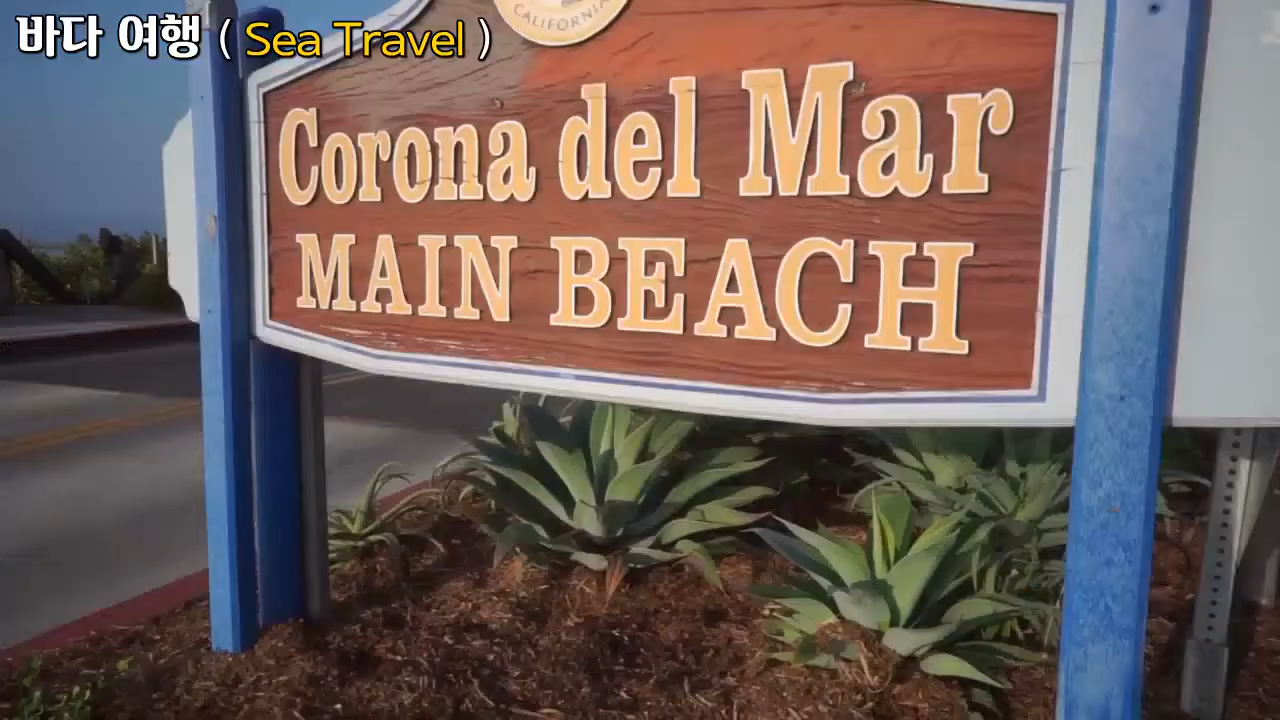 바다 여행 ( Sea Travel )
CALIFORNIA
Corona del Mar
MAIN BEACH